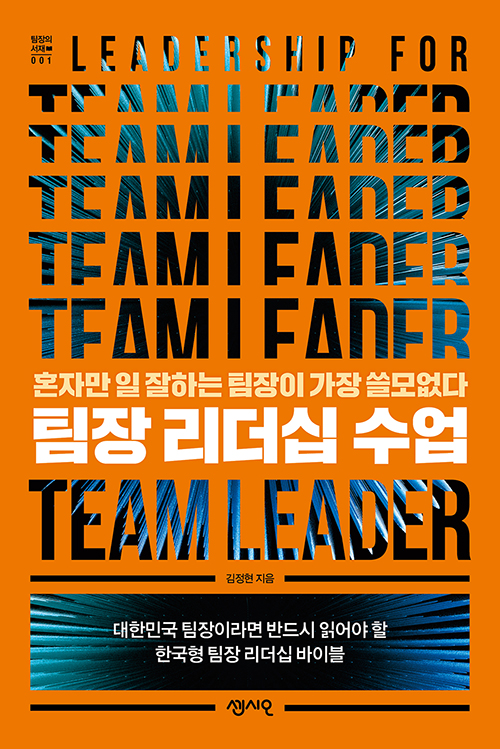 팀장의
서재
001
LEADERSHIP FOR
TEAM LEADER
TEAM LEADER
TEAM LEADER
TEAM LEADER
TEAM LEADER
혼자만 일 잘하는 팀장이 가장 쓸모없다
팀장 리더십 수업
TEAM LEADER
김정현 지음
대한민국 팀장이라면 반드시 읽어야 할
한국형 팀장 리더십 바이블
센시오